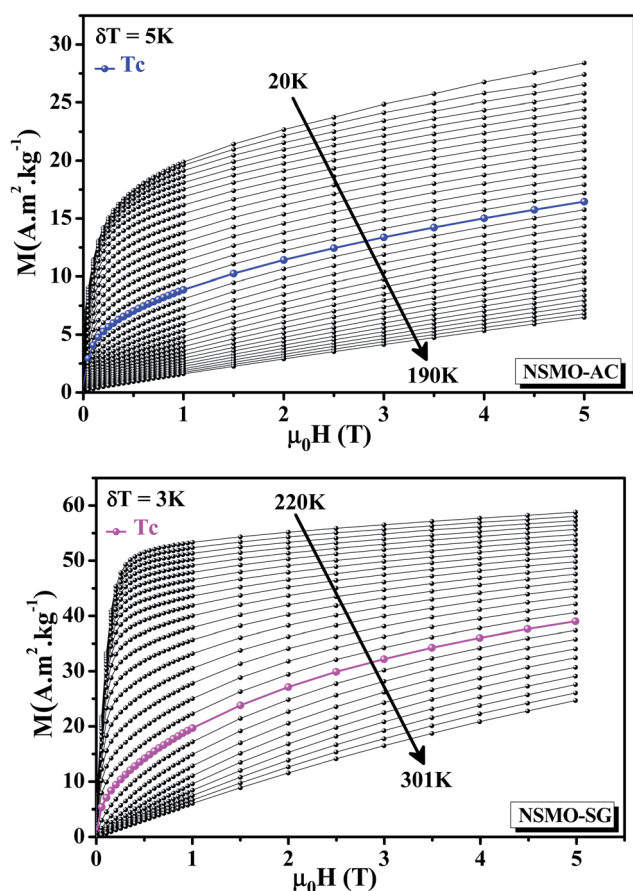 30
25
20
15
10
5
0
M(A.m².kg⁻¹)
δT = 5K
Tc
20K
190K
NSMO-AC
0 1 2 3 4 5
μ₀H (T)
60
50
40
30
20
10
0
M(A.m².kg⁻¹)
δT = 3K
Tc
220K
301K
NSMO-SG
0 1 2 3 4 5
μ₀H (T)